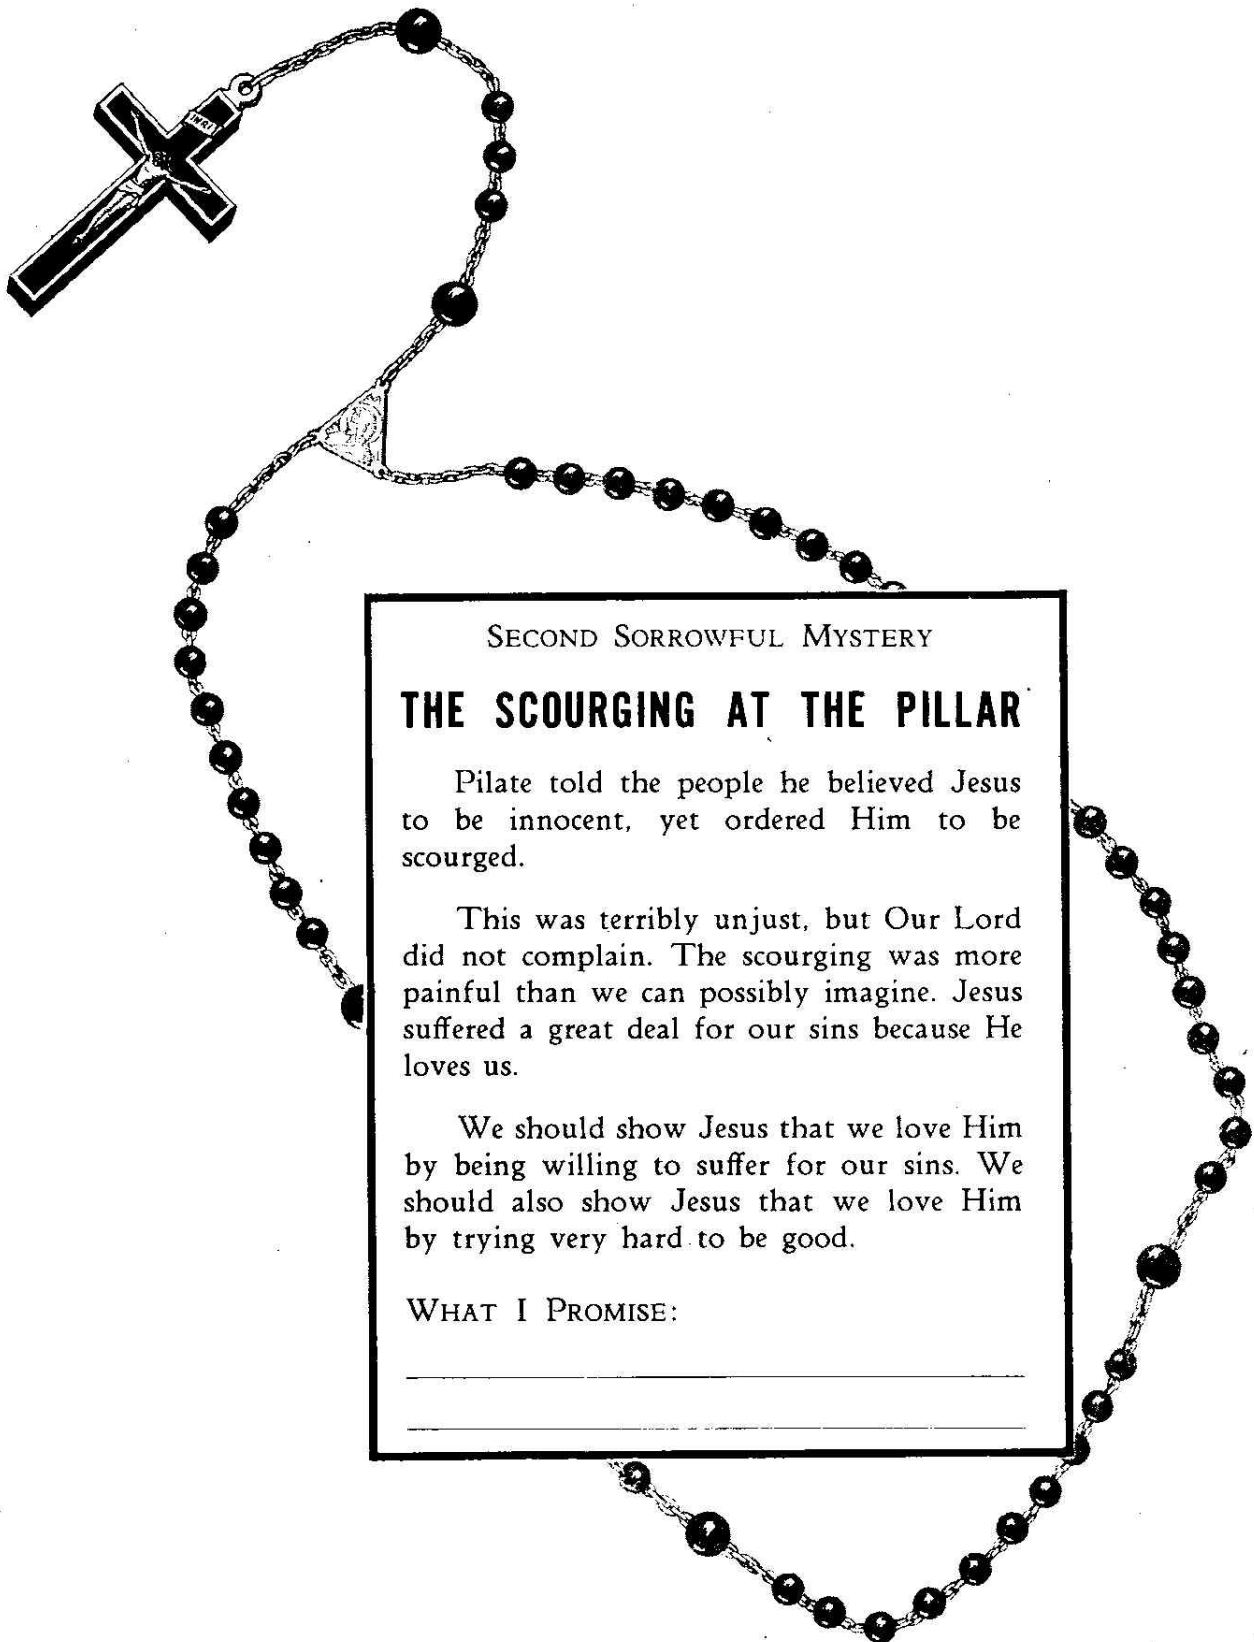 INRI
SECOND SORROWFUL MYSTERY
THE SCOURGING AT THE PILLAR
Pilate told the people he believed Jesus
to be innocent, yet ordered Him to be
scourged.
This was terribly unjust, but Our Lord
did not complain. The scourging was more
painful than we can possibly imagine. Jesus
suffered a great deal for our sins because He
loves us.
We should show Jesus that we love Him
by being willing to suffer for our sins. We
should also show Jesus that we love Him
by trying very hard to be good.
WHAT I PROMISE: